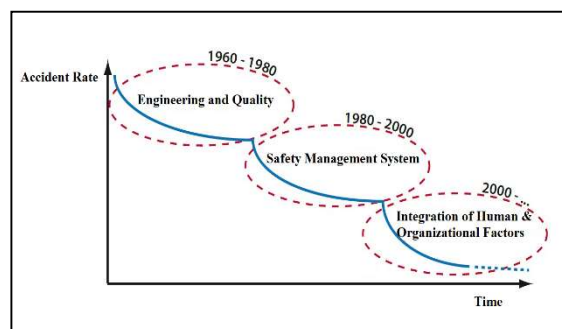 1960 - 1980
Accident Rate
Engineering and Quality
1980 - 2000
Safety Management System
2000 - ...
Integration of Human &
Organizational Factors
Time